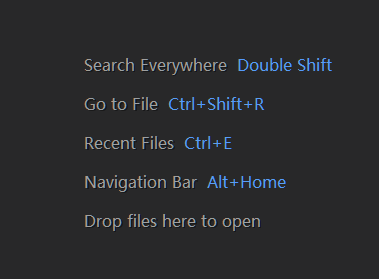 Search Everywhere Double Shift
Go to File Ctrl+Shift+R
Recent Files Ctrl+E
Navigation Bar Alt+Home
Drop files here to open